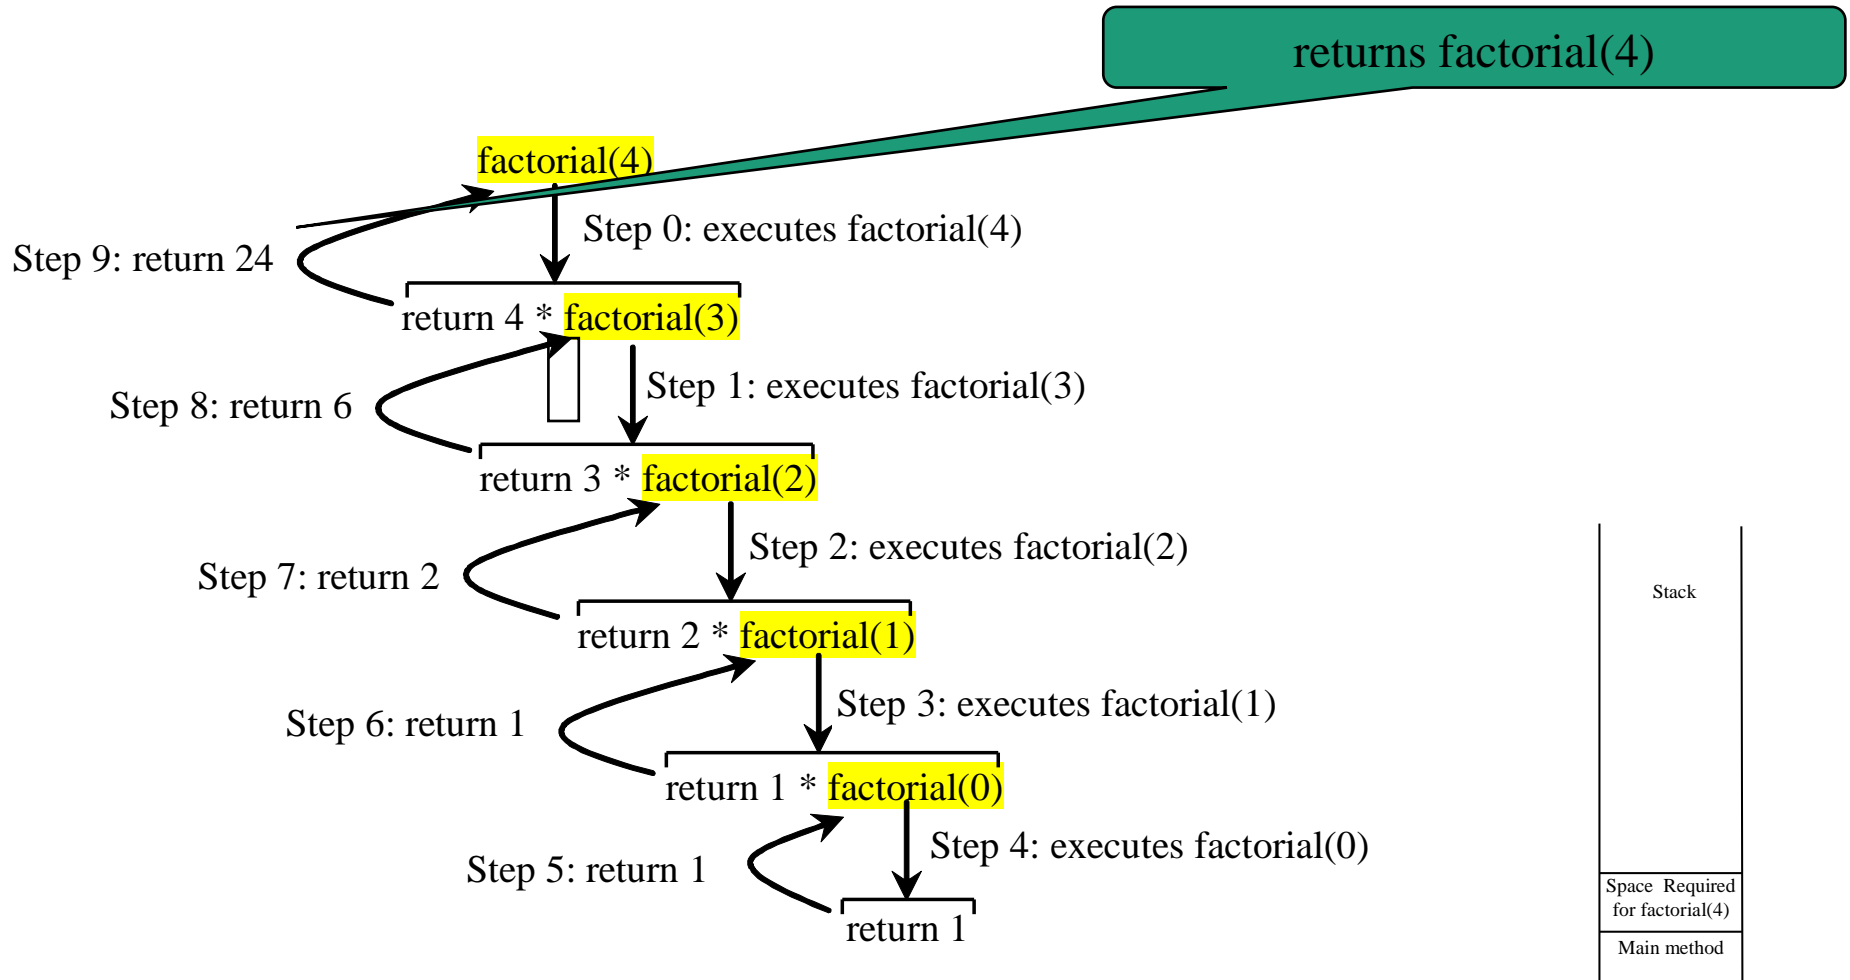 returns factorial(4)
factorial(4)
Step 0: executes factorial(4)
Step 9: return 24
return 4 * factorial(3)
Step 1: executes factorial(3)
Step 8: return 6
return 3 * factorial(2)
Step 2: executes factorial(2)
Step 7: return 2
return 2 * factorial(1)
Step 3: executes factorial(1)
Step 6: return 1
return 1 * factorial(0)
Step 4: executes factorial(0)
Step 5: return 1
return 1
Stack
Space Required
for factorial(4)
Main method